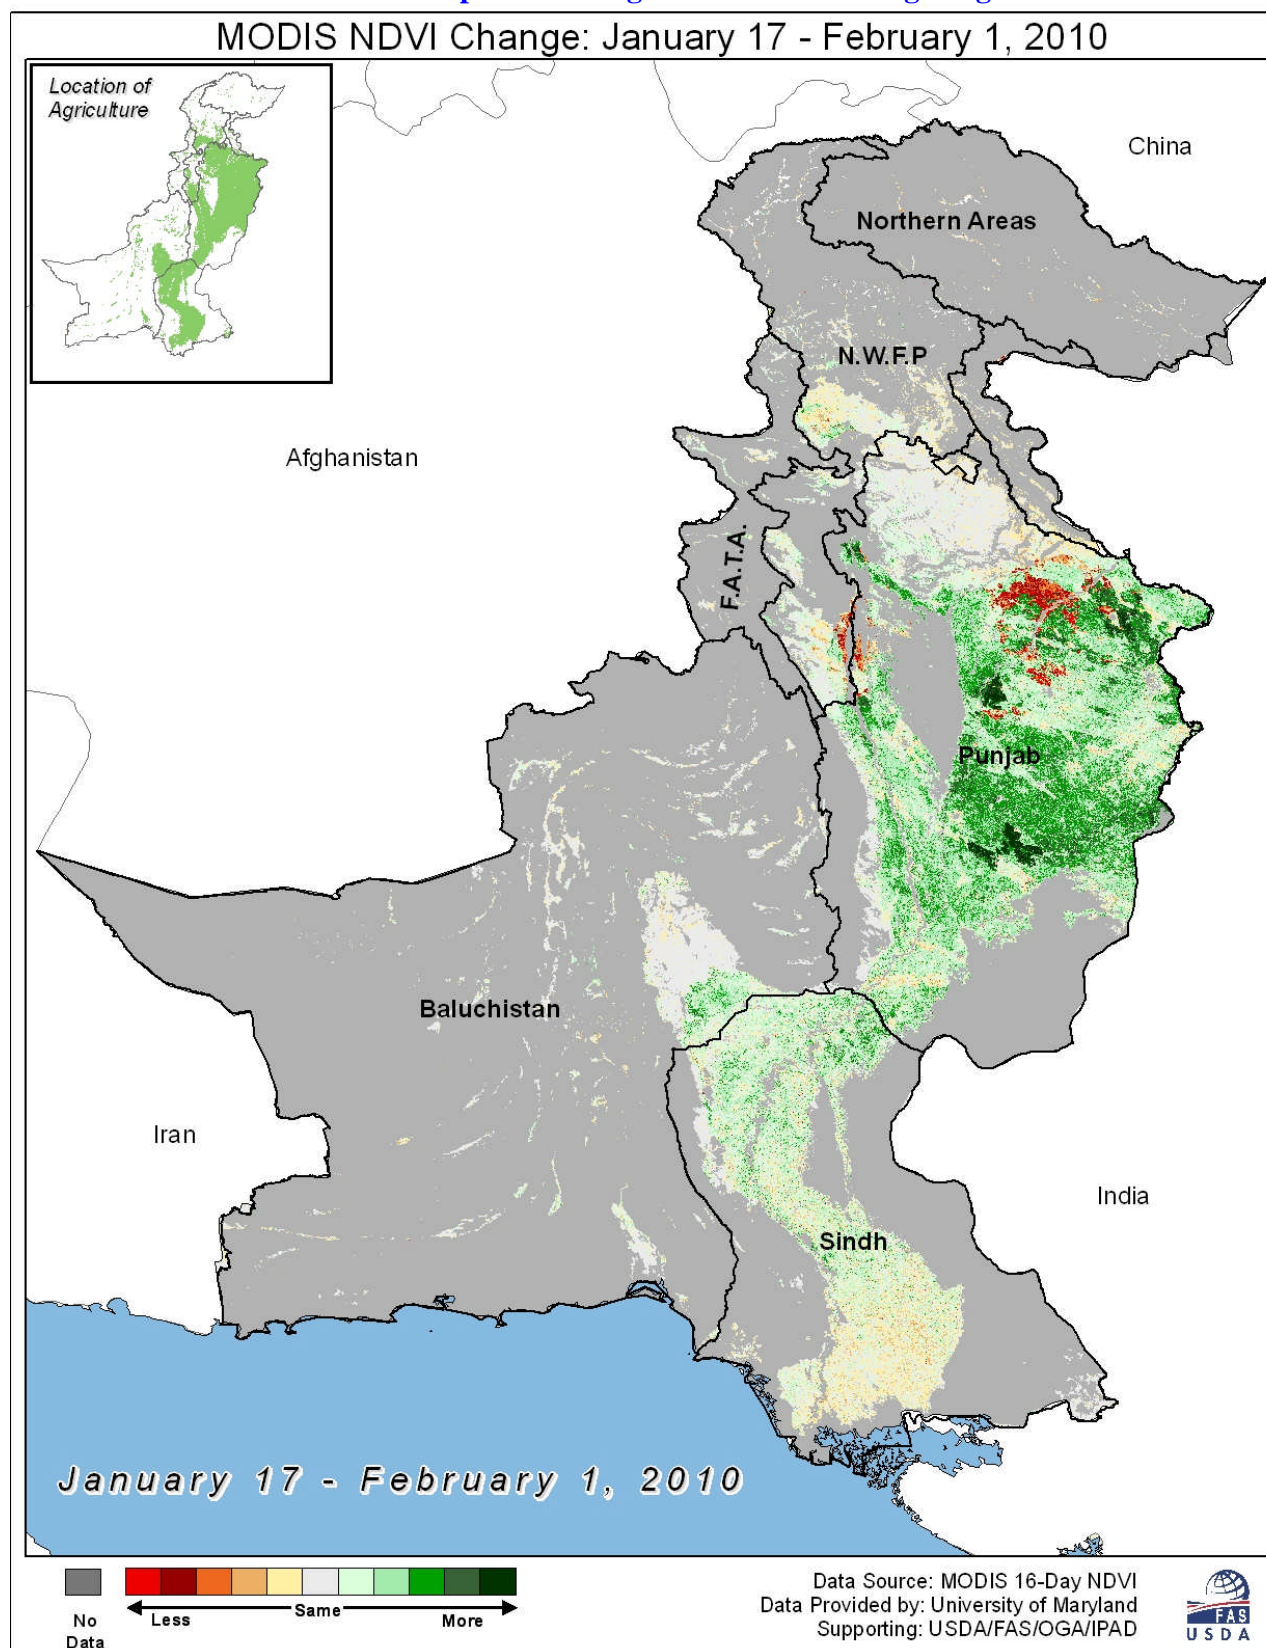 MODIS NDVI Change: January 17 - February 1, 2010
Location of
Agriculture
China
Northern Areas
N.W.F.P
Afghanistan
F.A.T.A.
Punjab
Baluchistan
Iran
India
Sindh
January 17 - February 1, 2010
No
Data
Less
Same
More
Data Source: MODIS 16-Day NDVI
Data Provided by: University of Maryland
Supporting: USDA/FAS/OGA/IPAD
FAS
USDA